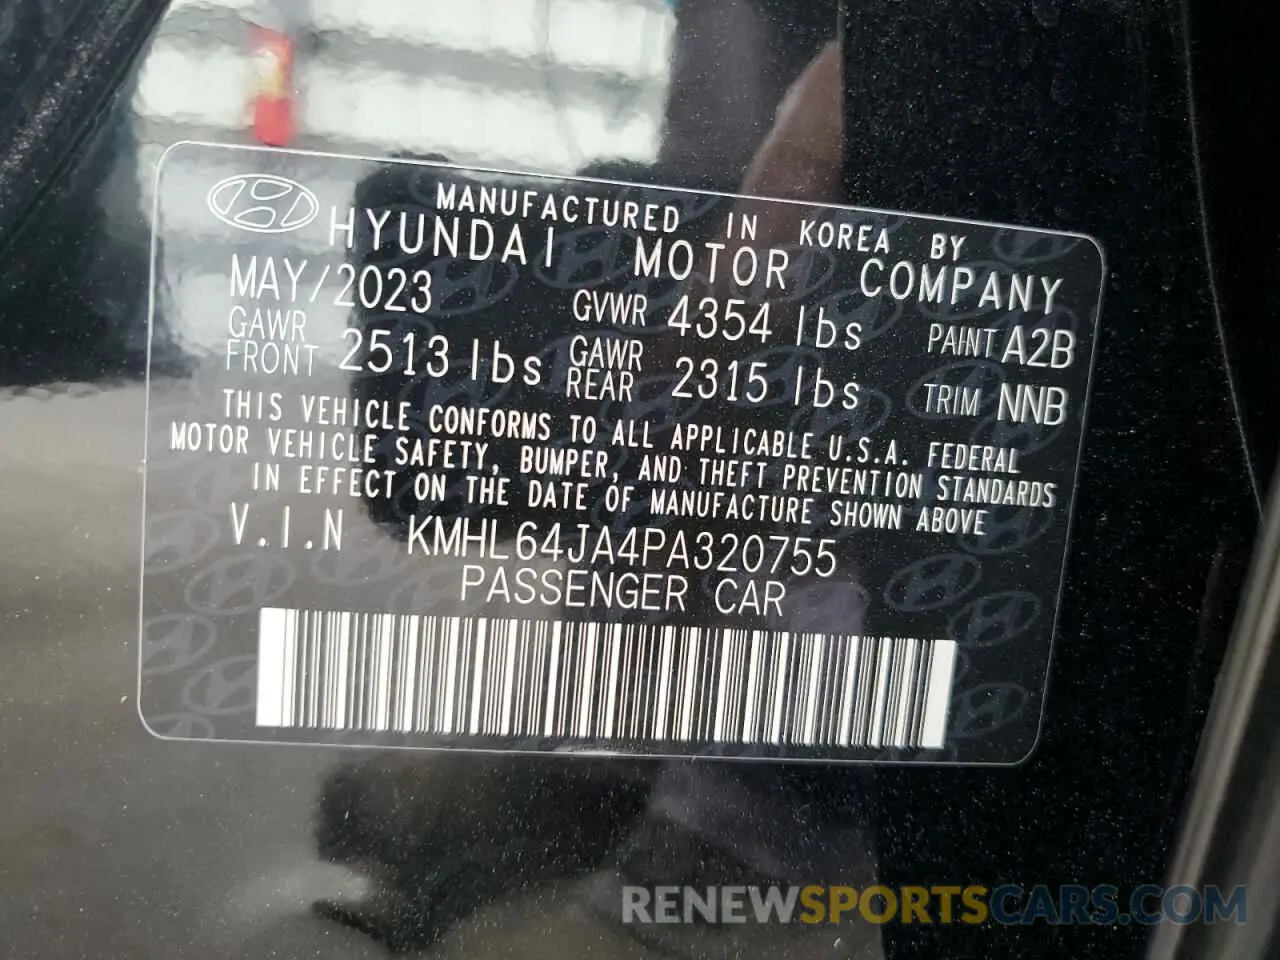 MANUFACTURED IN KOREA BY
HYUNDAI MOTOR COMPANY
MAY/2023 GVWR 4354 lbs PAINT A2B
GAWR FRONT 2513 lbs GAWR REAR 2315 lbs TRIM NNB
THIS VEHICLE CONFORMS TO ALL APPLICABLE U.S.A. FEDERAL
MOTOR VEHICLE SAFETY, BUMPER, AND THEFT PREVENTION STANDARDS
IN EFFECT ON THE DATE OF MANUFACTURE SHOWN ABOVE
V.I.N KMHL64JA4PA320755
PASSENGER CAR
RENEWSPORTSCARS.COM